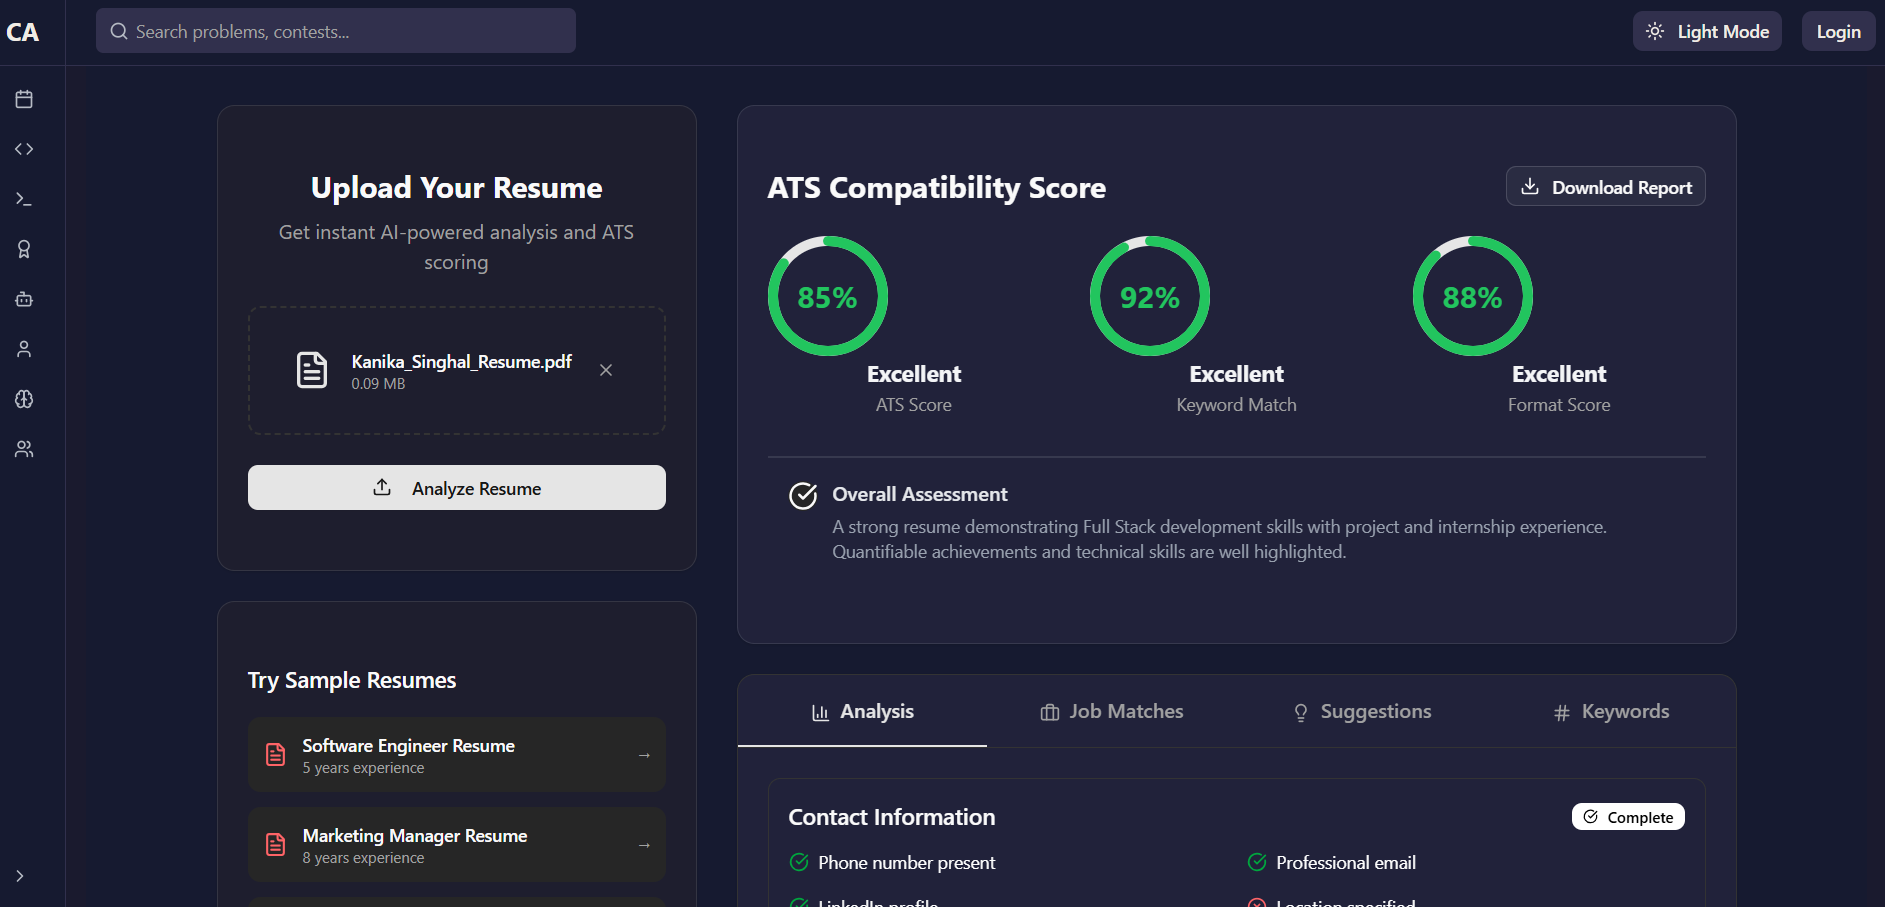 CA
Search problems, contests...
Light Mode
Login
Upload Your Resume
Get instant AI-powered analysis and ATS
scoring
Kanika_Singhal_Resume.pdf
0.09 MB
Analyze Resume
Try Sample Resumes
Software Engineer Resume
5 years experience
→
Marketing Manager Resume
8 years experience
→
ATS Compatibility Score
Download Report
85%
92%
88%
Excellent
Excellent
Excellent
ATS Score
Keyword Match
Format Score
Overall Assessment
A strong resume demonstrating Full Stack development skills with project and internship experience.
Quantifiable achievements and technical skills are well highlighted.
Analysis
Job Matches
Suggestions
Keywords
Contact Information
Complete
Phone number present
Professional email
LinkedIn profile
Location specified